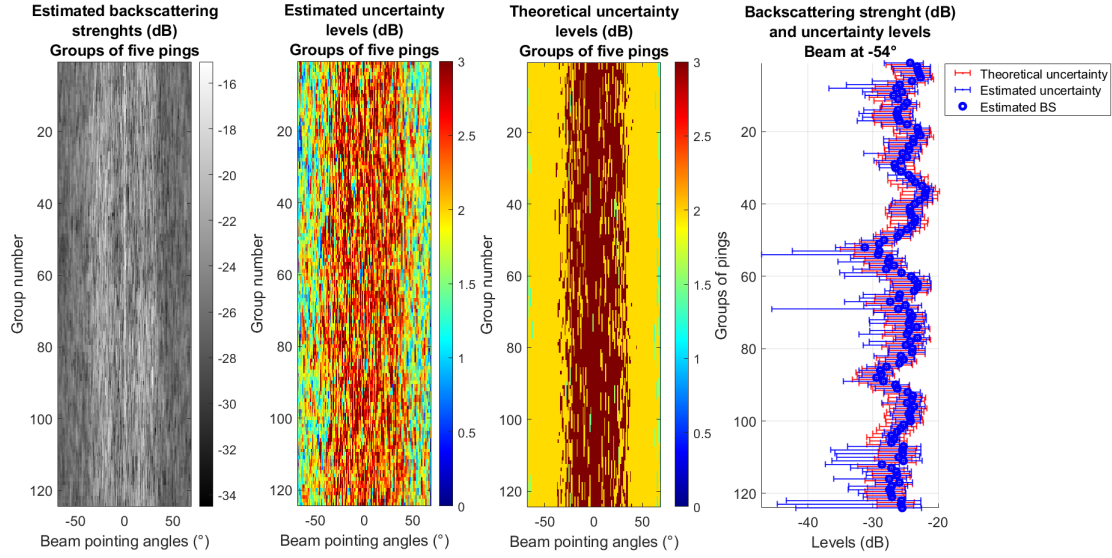 Estimated backscattering
strenghts (dB)
Groups of five pings
Group number
20
40
60
80
100
120
-50
0
50
Beam pointing angles (°)
-16
-18
-20
-22
-24
-26
-28
-30
-32
-34
Estimated uncertainty
levels (dB)
Groups of five pings
Group number
20
40
60
80
100
120
-50
0
50
Beam pointing angles (°)
3
2.5
2
1.5
1
0.5
0
Theoretical uncertainty
levels (dB)
Groups of five pings
Group number
20
40
60
80
100
120
-50
0
50
Beam pointing angles (°)
3
2.5
2
1.5
1
0.5
0
Backscattering strenght (dB)
and uncertainty levels
Beam at -54°
Groups of pings
20
40
60
80
100
120
-40
-30
-20
Levels (dB)
Theoretical uncertainty
Estimated uncertainty
Estimated BS